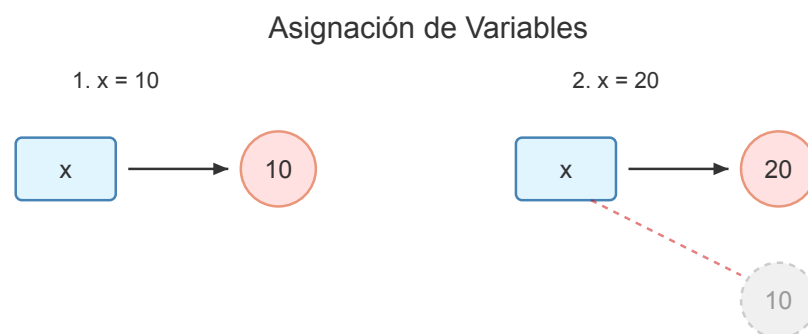 Asignación de Variables
1. x = 10
2. x = 20
x
10
x
20
10